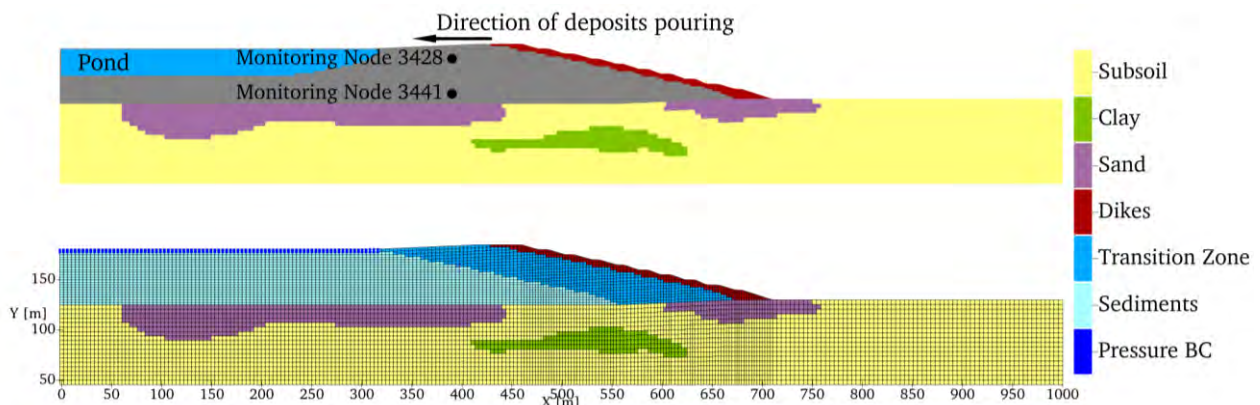 Direction of deposits pouring
Pond
Monitoring Node 3428
Monitoring Node 3441
Subsoil
Clay
Sand
Dikes
Transition Zone
Sediments
Pressure BC
150
Y [m]
100
50
0 50 100 150 200 250 300 350 400 450 500 550 600 650 700 750 800 850 900 950 1000
X [m]